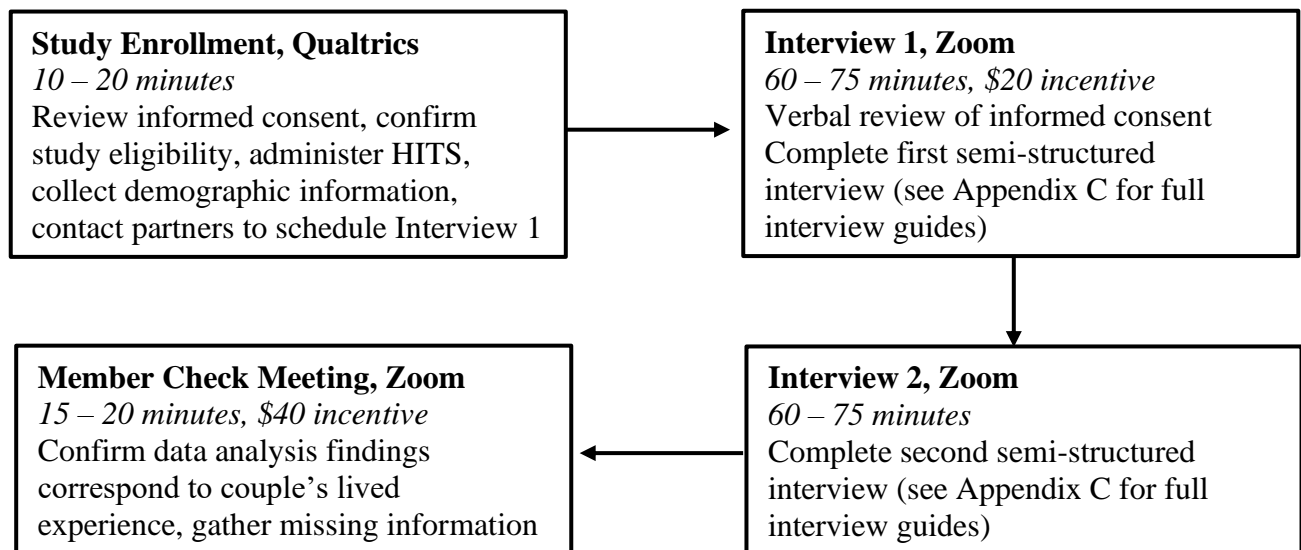 Study Enrollment, Qualtrics
10 – 20 minutes
Review informed consent, confirm
study eligibility, administer HITS,
collect demographic information,
contact partners to schedule Interview 1
Interview 1, Zoom
60 – 75 minutes, $20 incentive
Verbal review of informed consent
Complete first semi-structured
interview (see Appendix C for full
interview guides)
Interview 2, Zoom
60 – 75 minutes
Complete second semi-structured
interview (see Appendix C for full
interview guides)
Member Check Meeting, Zoom
15 – 20 minutes, $40 incentive
Confirm data analysis findings
correspond to couple’s lived
experience, gather missing information